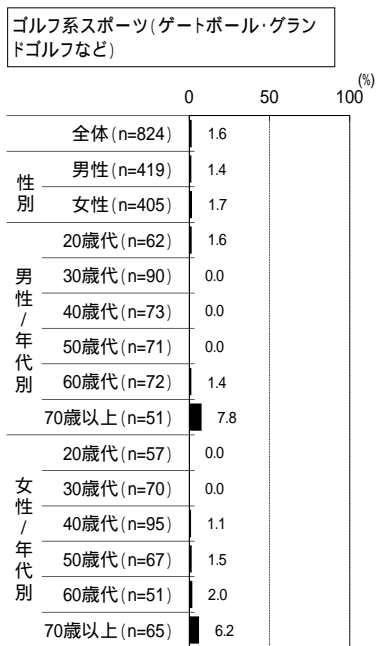 ゴルフ系スポーツ(ゲートボール・グラン
ドゴルフなど)
(%)
0 50 100
全体(n=824) 1.6
性別
男性(n=419) 1.4
女性(n=405) 1.7
男性/年代別
20歳代(n=62) 1.6
30歳代(n=90) 0.0
40歳代(n=73) 0.0
50歳代(n=71) 0.0
60歳代(n=72) 1.4
70歳以上(n=51) 7.8
女性/年代別
20歳代(n=57) 0.0
30歳代(n=70) 0.0
40歳代(n=95) 1.1
50歳代(n=67) 1.5
60歳代(n=51) 2.0
70歳以上(n=65) 6.2